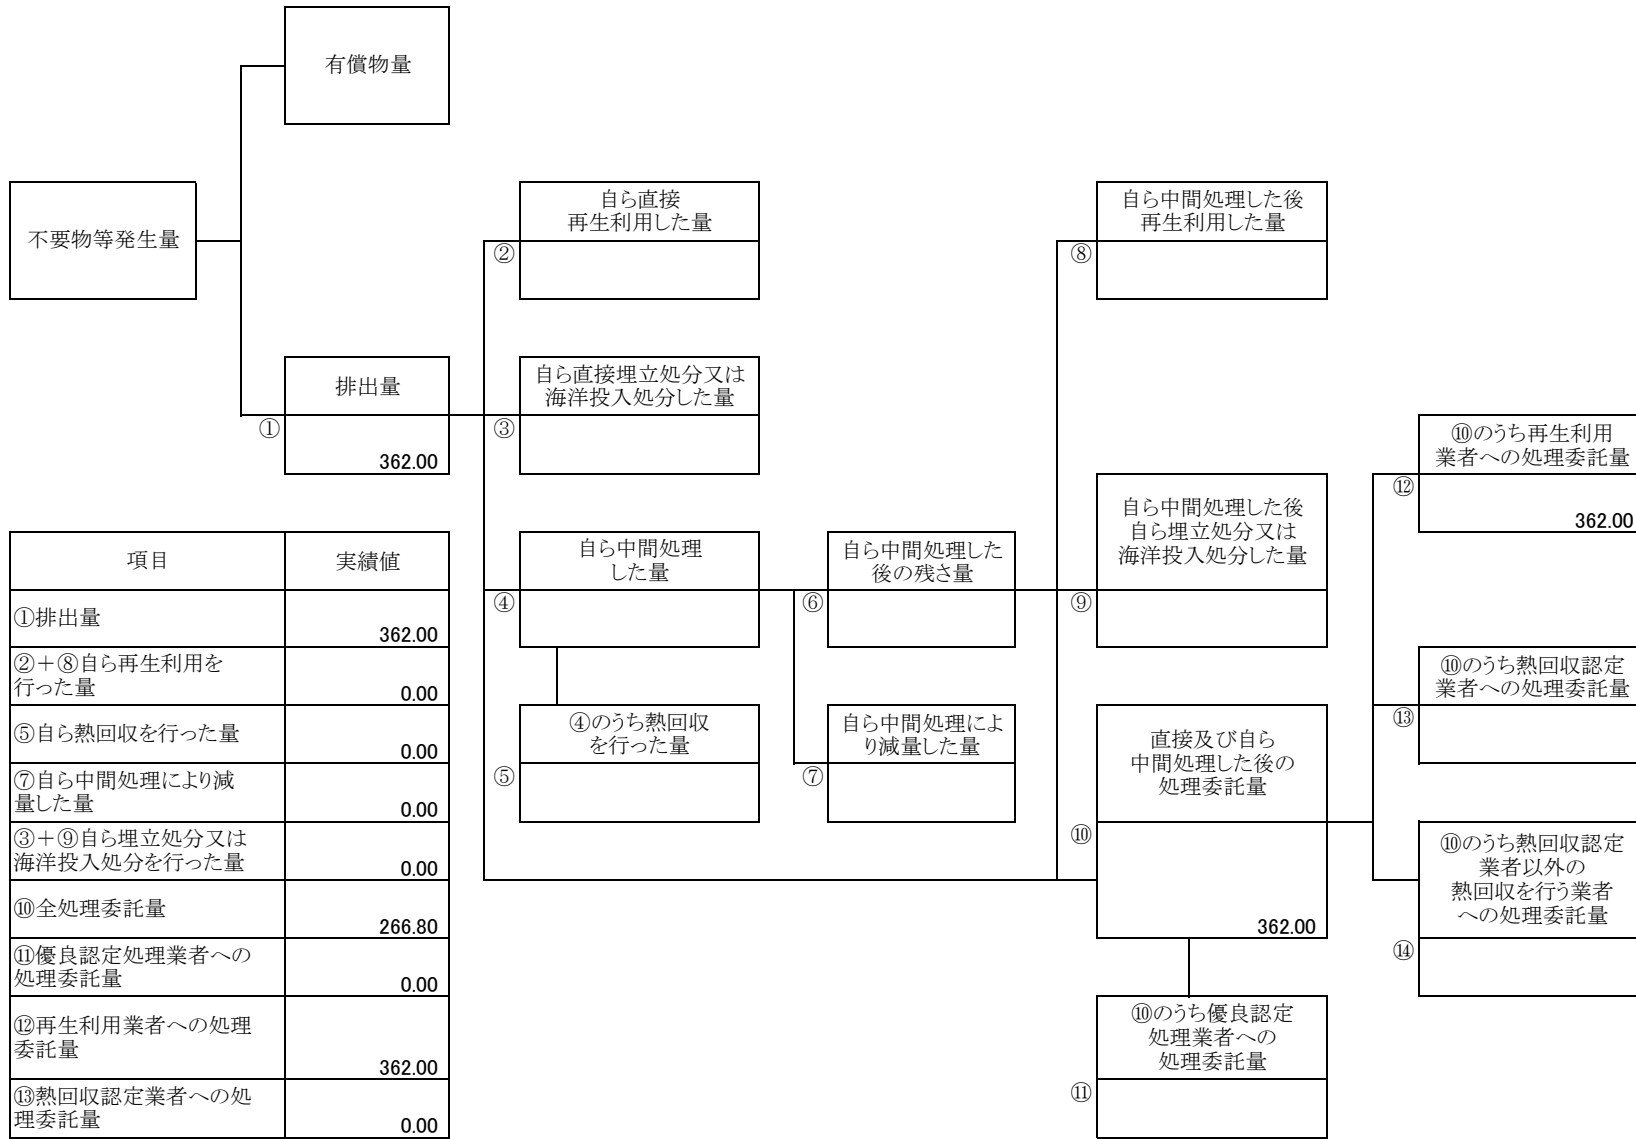 有償物量
不要物等発生量
自ら直接
再生利用した量
②
自ら中間処理した後
再生利用した量
⑧
排出量
①
362.00
自ら直接埋立処分又は
海洋投入処分した量
③
⑩のうち再生利用
業者への処理委託量
⑫
362.00
自ら中間処理
した量
④
自ら中間処理した
後の残さ量
⑥
自ら中間処理した後
自ら埋立処分又は
海洋投入処分した量
⑨
⑩のうち熱回収認定
業者への処理委託量
⑬
④のうち熱回収
を行った量
⑤
自ら中間処理によ
り減量した量
⑦
直接及び自ら
中間処理した後の
処理委託量
⑩
362.00
⑩のうち熱回収認定
業者以外の
熱回収を行う業者
への処理委託量
⑭
⑩のうち優良認定
処理業者への
処理委託量
⑪
項目 実績値
①排出量
362.00
②＋⑧自ら再生利用を
行った量
0.00
⑤自ら熱回収を行った量
0.00
⑦自ら中間処理により減
量した量
0.00
③＋⑨自ら埋立処分又は
海洋投入処分を行った量
0.00
⑩全処理委託量
266.80
⑪優良認定処理業者への
処理委託量
0.00
⑫再生利用業者への処理
委託量
362.00
⑬熱回収認定業者への処
理委託量
0.00